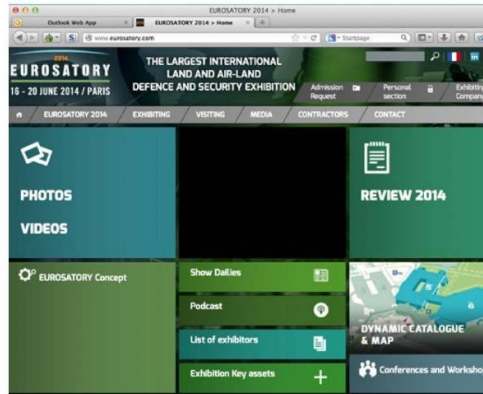 EUROSATORY 2014 > Home
Outlook Web App
EUROSATORY 2014 > Home
www.eurosatory.com
Startpage
2014
EUROSATORY
16 - 20 JUNE 2014 / PARIS
THE LARGEST INTERNATIONAL
LAND AND AIR-LAND
DEFENCE AND SECURITY EXHIBITION
Admission
Request
Personal
section
Exhibiting
Company
EUROSATORY 2014
EXHIBITING
VISITING
MEDIA
CONTRACTORS
CONTACT
PHOTOS
VIDEOS
REVIEW 2014
EUROSATORY Concept
Show Dailies
Podcast
List of exhibitors
Exhibition Key assets
DYNAMIC CATALOGUE
& MAP
Conferences and Worksho